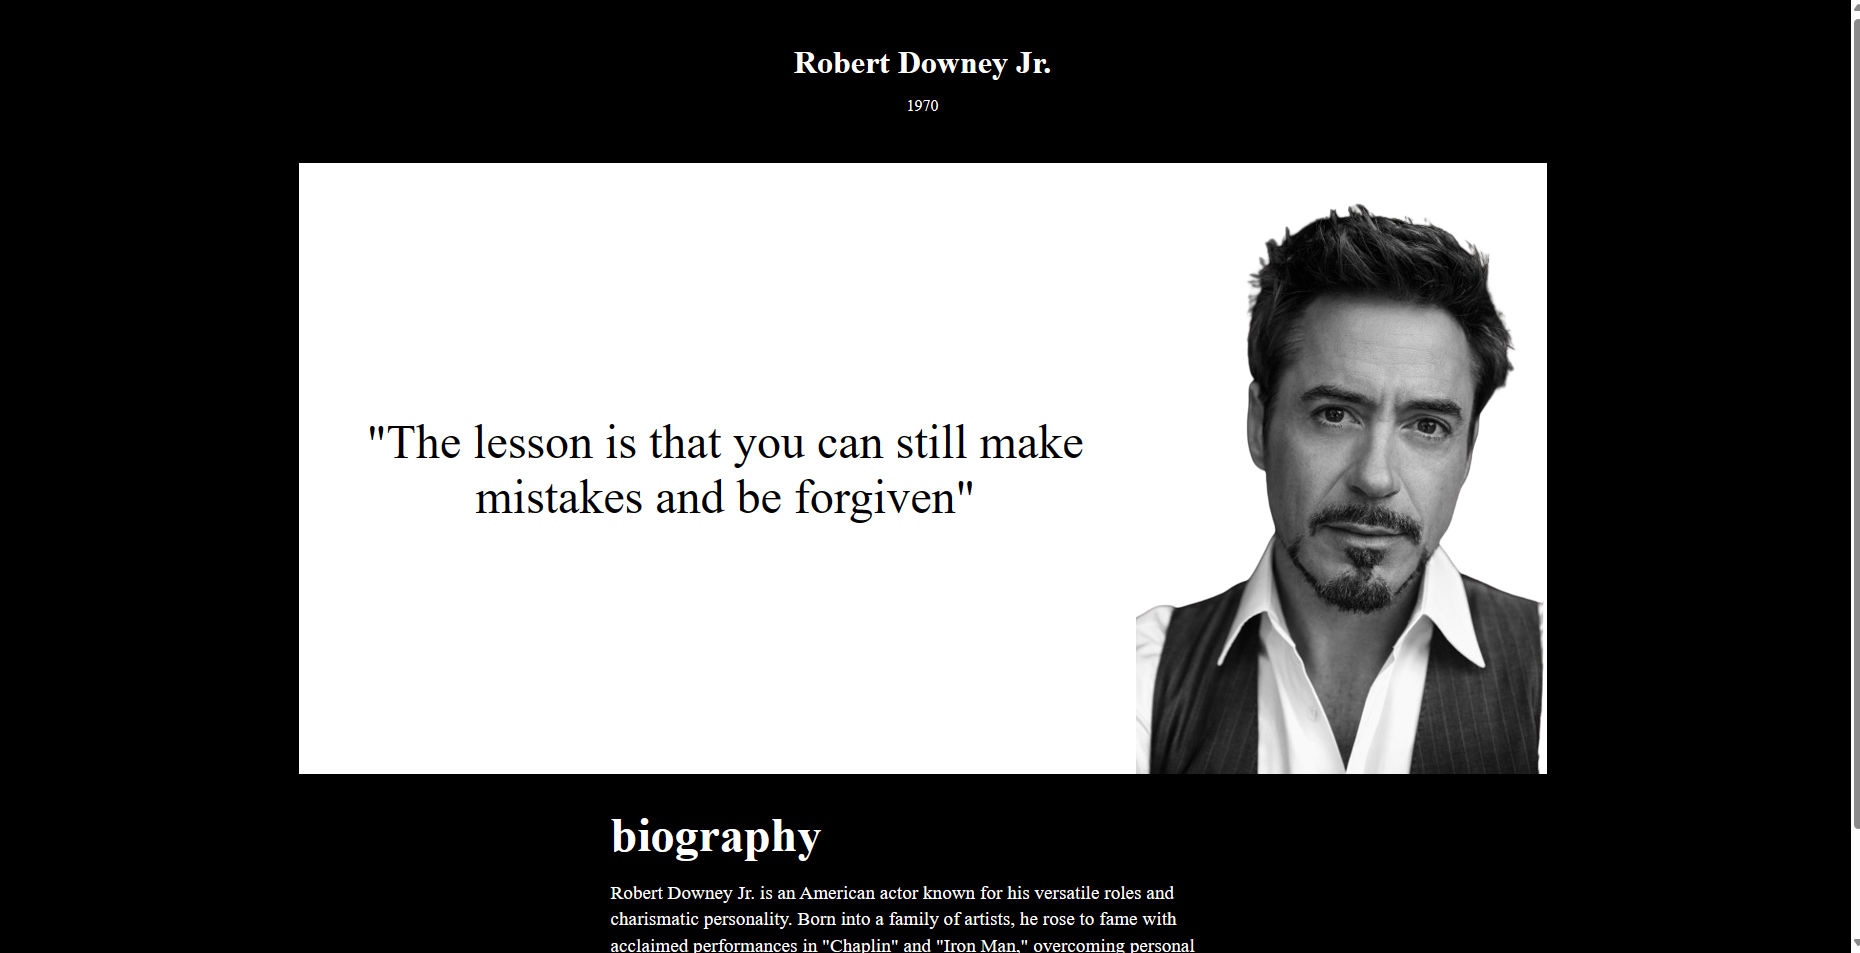 Robert Downey Jr.
1970
"The lesson is that you can still make
mistakes and be forgiven"
biography
Robert Downey Jr. is an American actor known for his versatile roles and
charismatic personality. Born into a family of artists, he rose to fame with
acclaimed performances in "Chaplin" and "Iron Man," overcoming personal